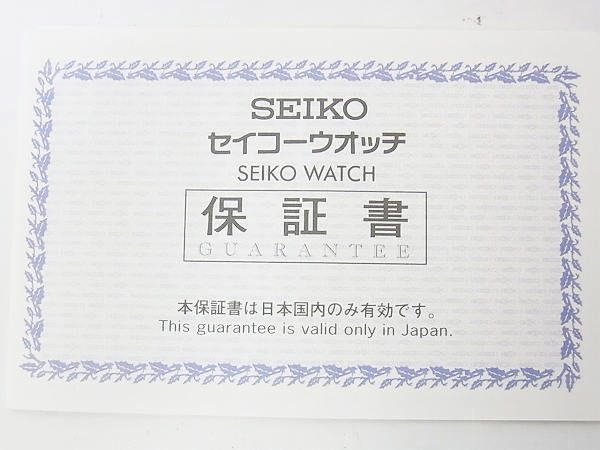 SEIKO
セイコーウオッチ
SEIKO WATCH
保証書
GUARANTEE
本保証書は日本国内のみ有効です。
This guarantee is valid only in Japan.